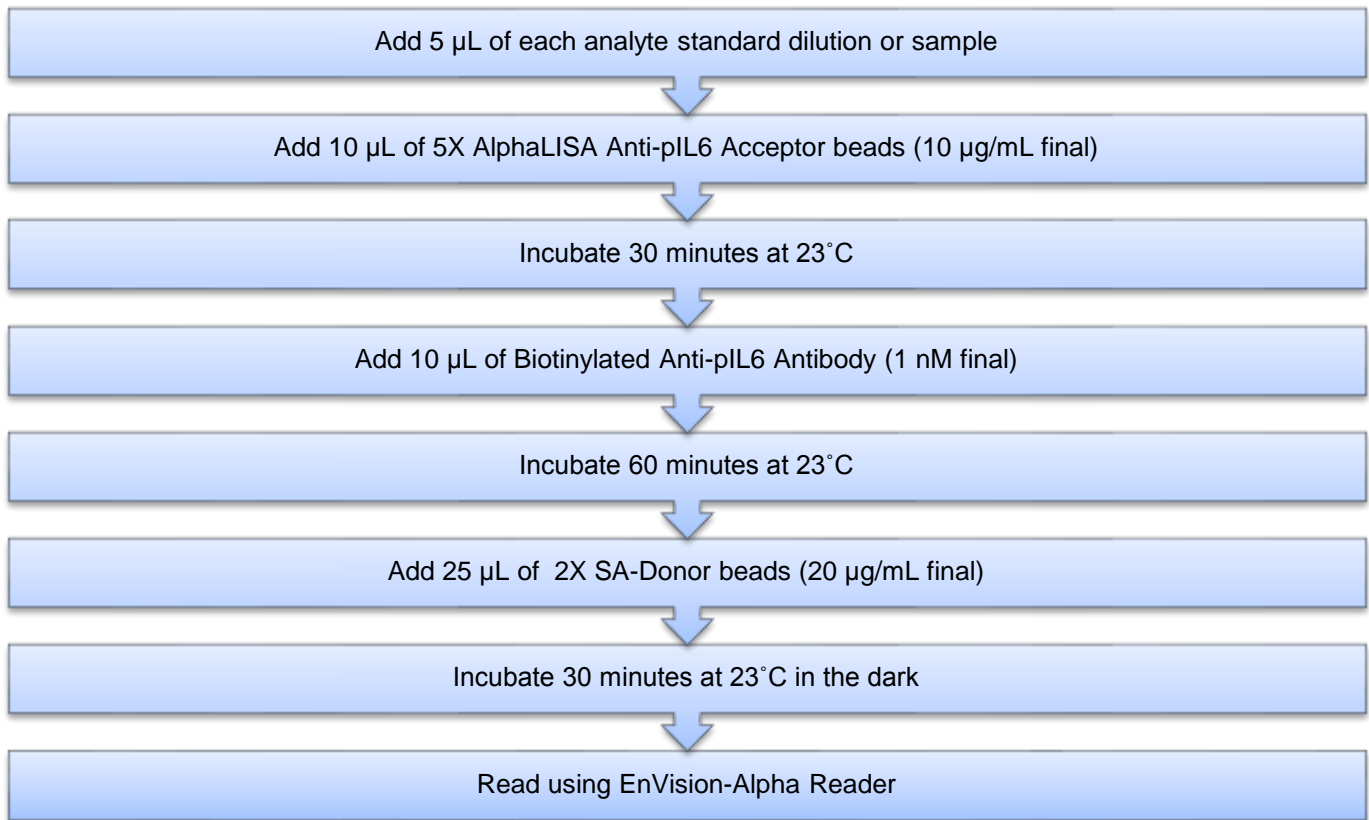 Add 5 µL of each analyte standard dilution or sample
Add 10 µL of 5X AlphaLISA Anti-pIL6 Acceptor beads (10 µg/mL final)
Incubate 30 minutes at 23˚C
Add 10 µL of Biotinylated Anti-pIL6 Antibody (1 nM final)
Incubate 60 minutes at 23˚C
Add 25 µL of  2X SA-Donor beads (20 µg/mL final)
Incubate 30 minutes at 23˚C in the dark
Read using EnVision-Alpha Reader